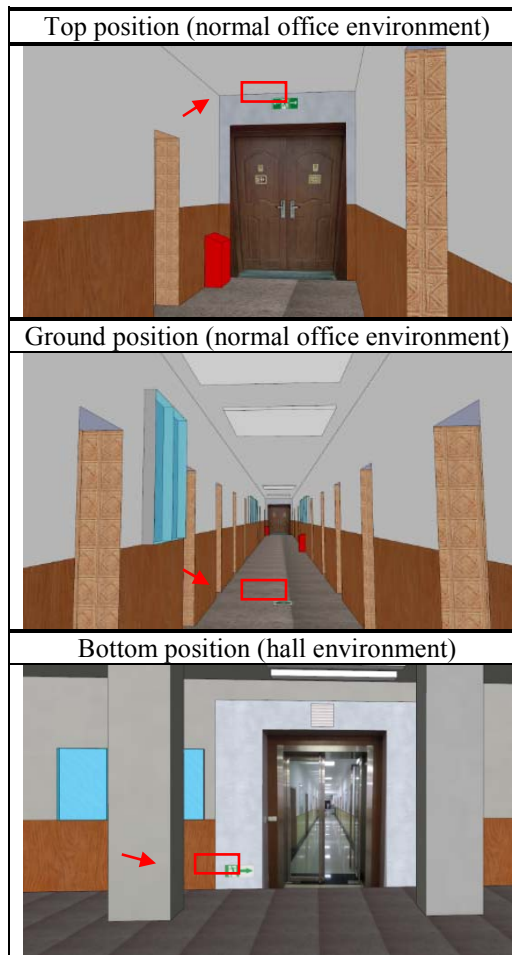 Top position (normal office environment)
Ground position (normal office environment)
Bottom position (hall environment)